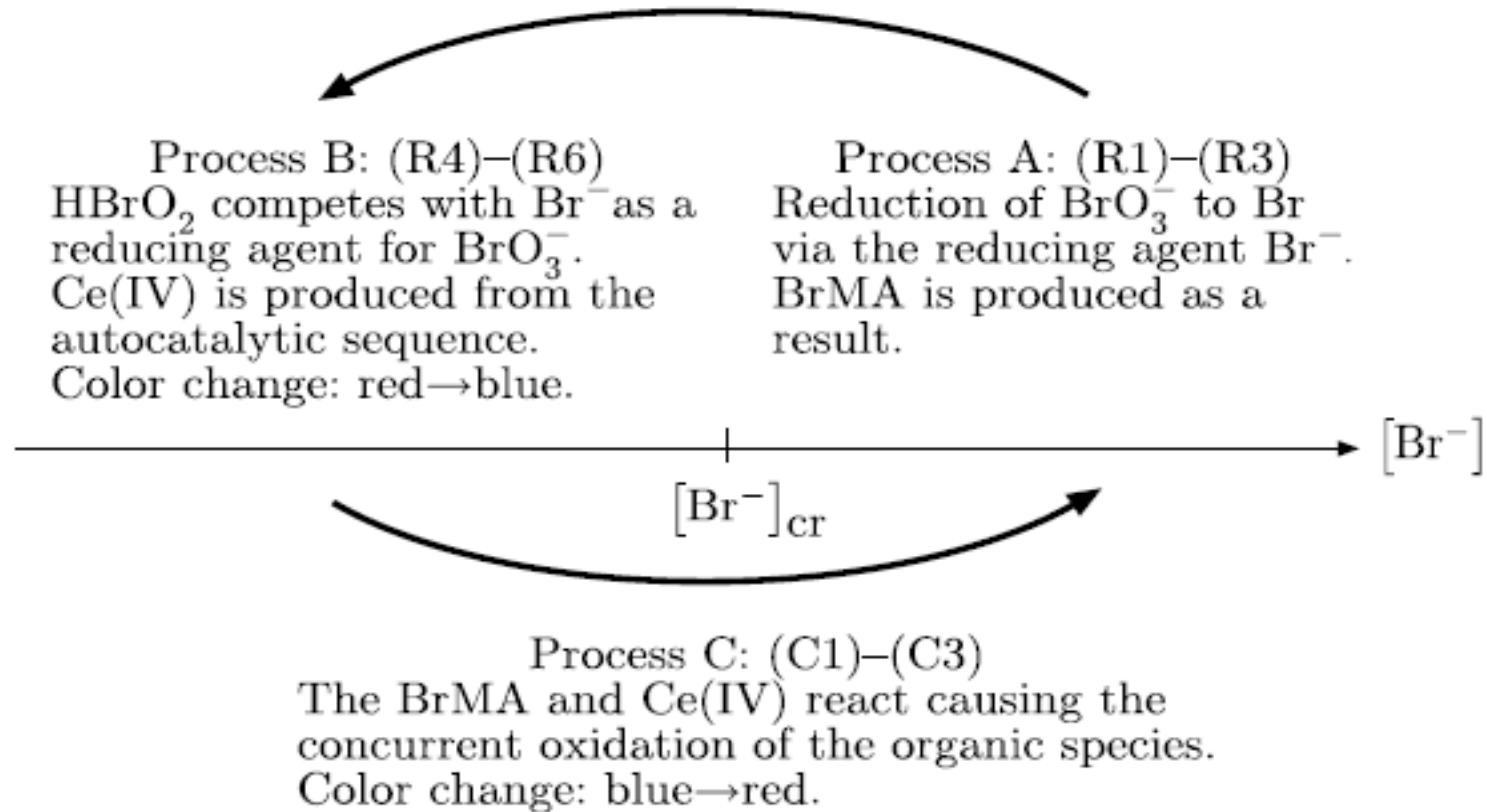 Process B: (R4)–(R6)
HBrO₂ competes with Br⁻ as a
reducing agent for BrO₃⁻.
Ce(IV) is produced from the
autocatalytic sequence.
Color change: red→blue.
Process A: (R1)–(R3)
Reduction of BrO₃⁻ to Br
via the reducing agent Br⁻.
BrMA is produced as a
result.
[Br⁻]
[Br⁻]cr
Process C: (C1)–(C3)
The BrMA and Ce(IV) react causing the
concurrent oxidation of the organic species.
Color change: blue→red.